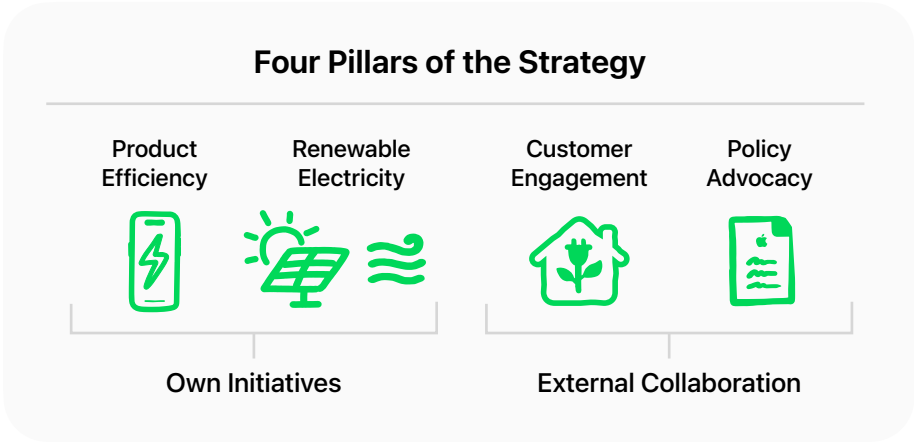 Four Pillars of the Strategy
Product
Efficiency
Renewable
Electricity
Customer
Engagement
Policy
Advocacy
Own Initiatives
External Collaboration